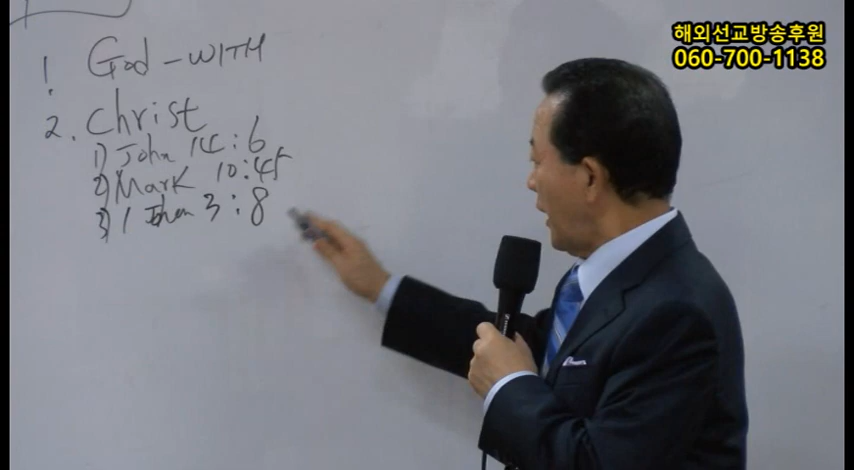 해외선교방송후원
060-700-1138
1. God - WITH
2. Christ
1) John 14:6
2) Mark 10:45
3) 1 John 3:8